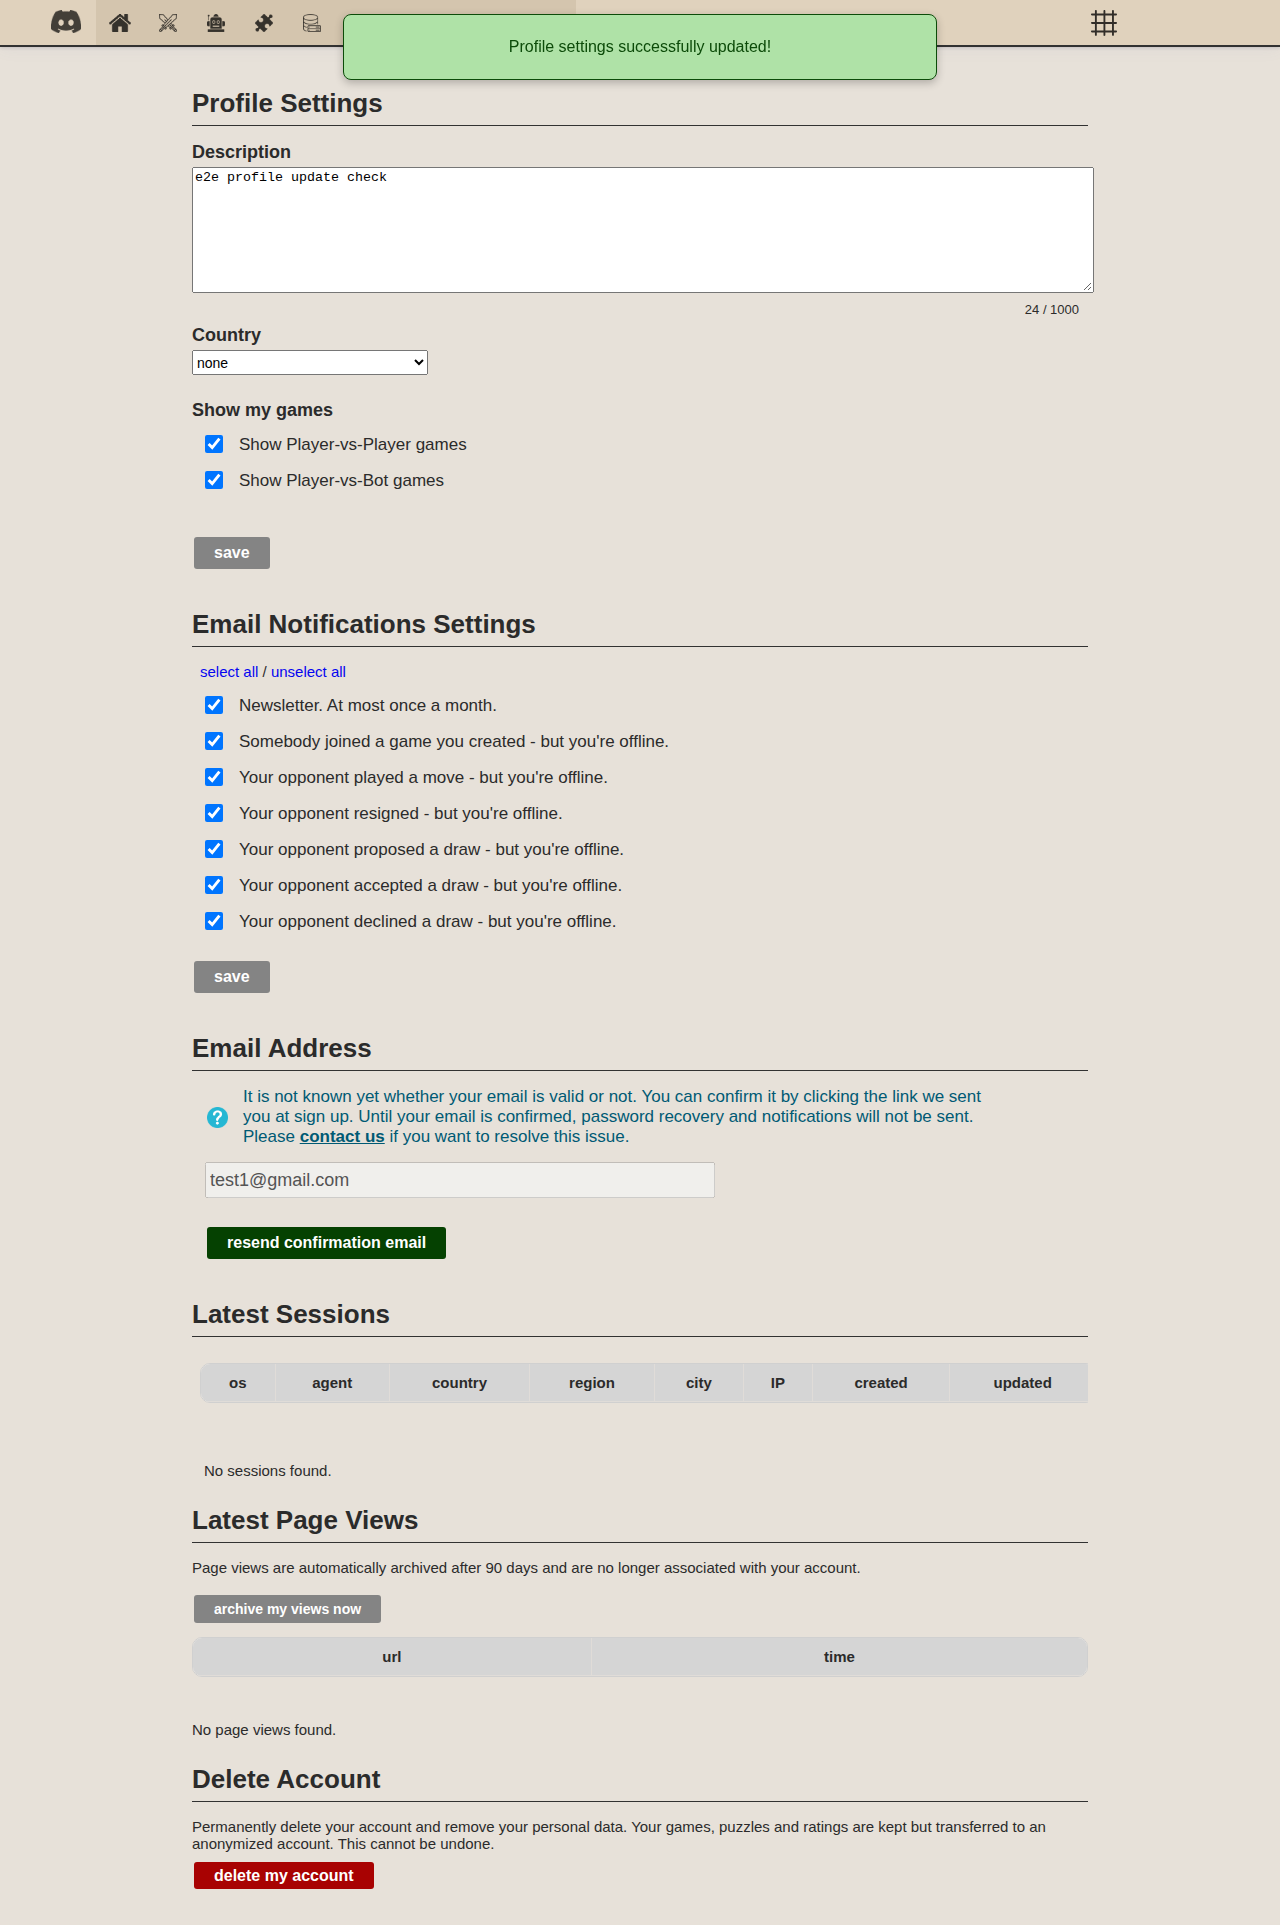 Profile settings successfully updated!
Profile Settings
Description
e2e profile update check
24 / 1000
Country
none
Show my games
Show Player-vs-Player games
Show Player-vs-Bot games
save
Email Notifications Settings
select all / unselect all
Newsletter. At most once a month.
Somebody joined a game you created - but you're offline.
Your opponent played a move - but you're offline.
Your opponent resigned - but you're offline.
Your opponent proposed a draw - but you're offline.
Your opponent accepted a draw - but you're offline.
Your opponent declined a draw - but you're offline.
save
Email Address
It is not known yet whether your email is valid or not. You can confirm it by clicking the link we sent
you at sign up. Until your email is confirmed, password recovery and notifications will not be sent.
Please contact us if you want to resolve this issue.
test1@gmail.com
resend confirmation email
Latest Sessions
os agent country region city IP created updated
No sessions found.
Latest Page Views
Page views are automatically archived after 90 days and are no longer associated with your account.
archive my views now
url time
No page views found.
Delete Account
Permanently delete your account and remove your personal data. Your games, puzzles and ratings are kept but transferred to an
anonymized account. This cannot be undone.
delete my account